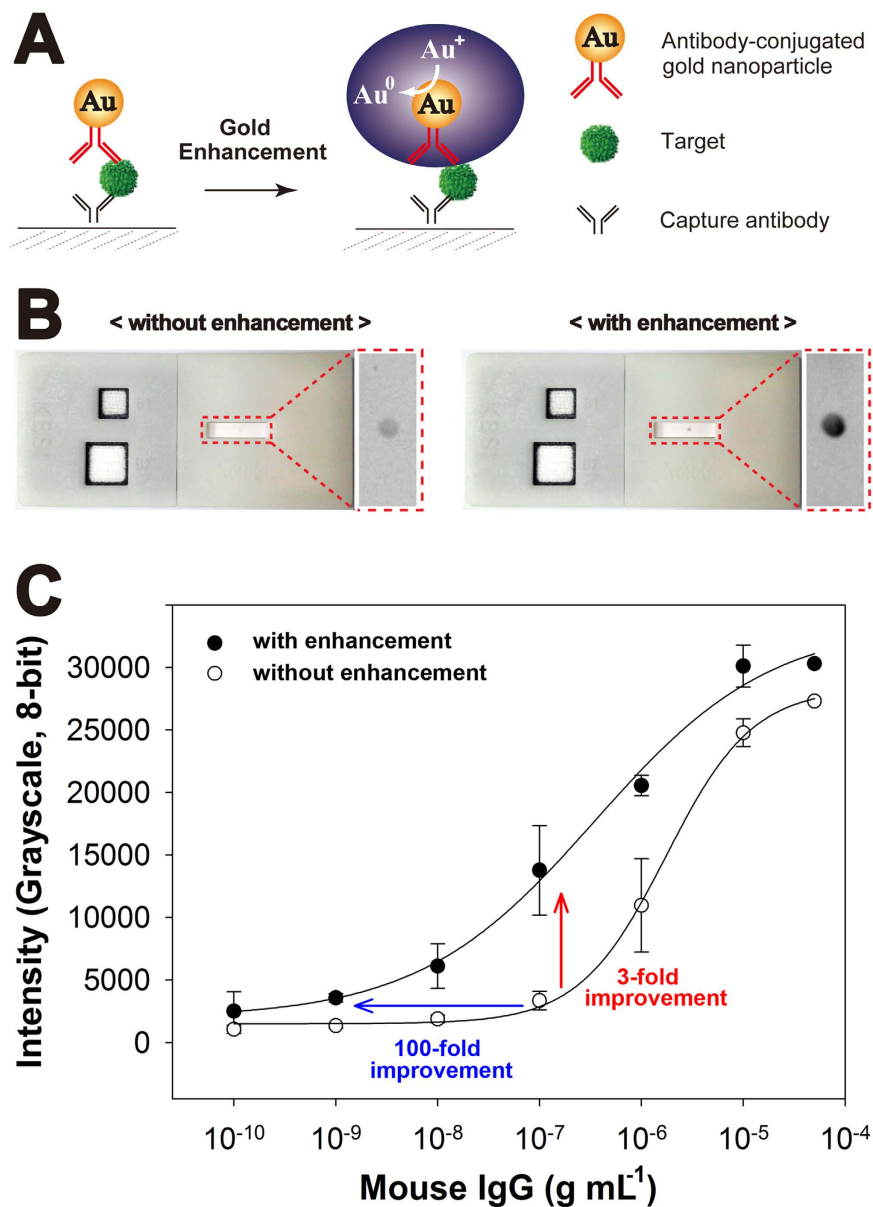 A
Au
Gold
Enhancement
Au⁺
Au⁰
Au
Au
Antibody-conjugated
gold nanoparticle
Target
Capture antibody
B
< without enhancement >
< with enhancement >
C
Intensity (Grayscale, 8-bit)
30000
25000
20000
15000
10000
5000
0
with enhancement
without enhancement
3-fold
improvement
100-fold
improvement
10⁻¹⁰ 10⁻⁹ 10⁻⁸ 10⁻⁷ 10⁻⁶ 10⁻⁵ 10⁻⁴
Mouse IgG (g mL⁻¹)